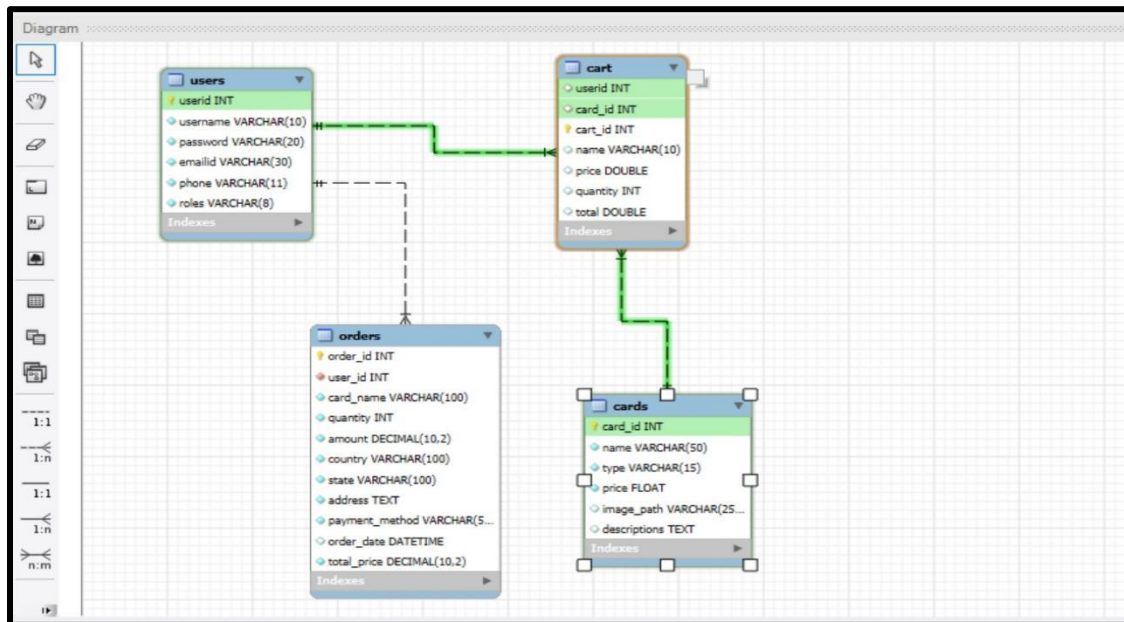 Diagram
users
userid INT
username VARCHAR(10)
password VARCHAR(20)
emailid VARCHAR(30)
phone VARCHAR(11)
roles VARCHAR(8)
Indexes
cart
userid INT
card_id INT
cart_id INT
name VARCHAR(10)
price DOUBLE
quantity INT
total DOUBLE
Indexes
orders
order_id INT
user_id INT
card_name VARCHAR(100)
quantity INT
amount DECIMAL(10,2)
country VARCHAR(100)
state VARCHAR(100)
address TEXT
payment_method VARCHAR(5...
order_date DATETIME
total_price DECIMAL(10,2)
Indexes
cards
card_id INT
name VARCHAR(50)
type VARCHAR(15)
price FLOAT
image_path VARCHAR(25...
descriptions TEXT
Indexes
1:1
1:n
1:1
1:n
n:m